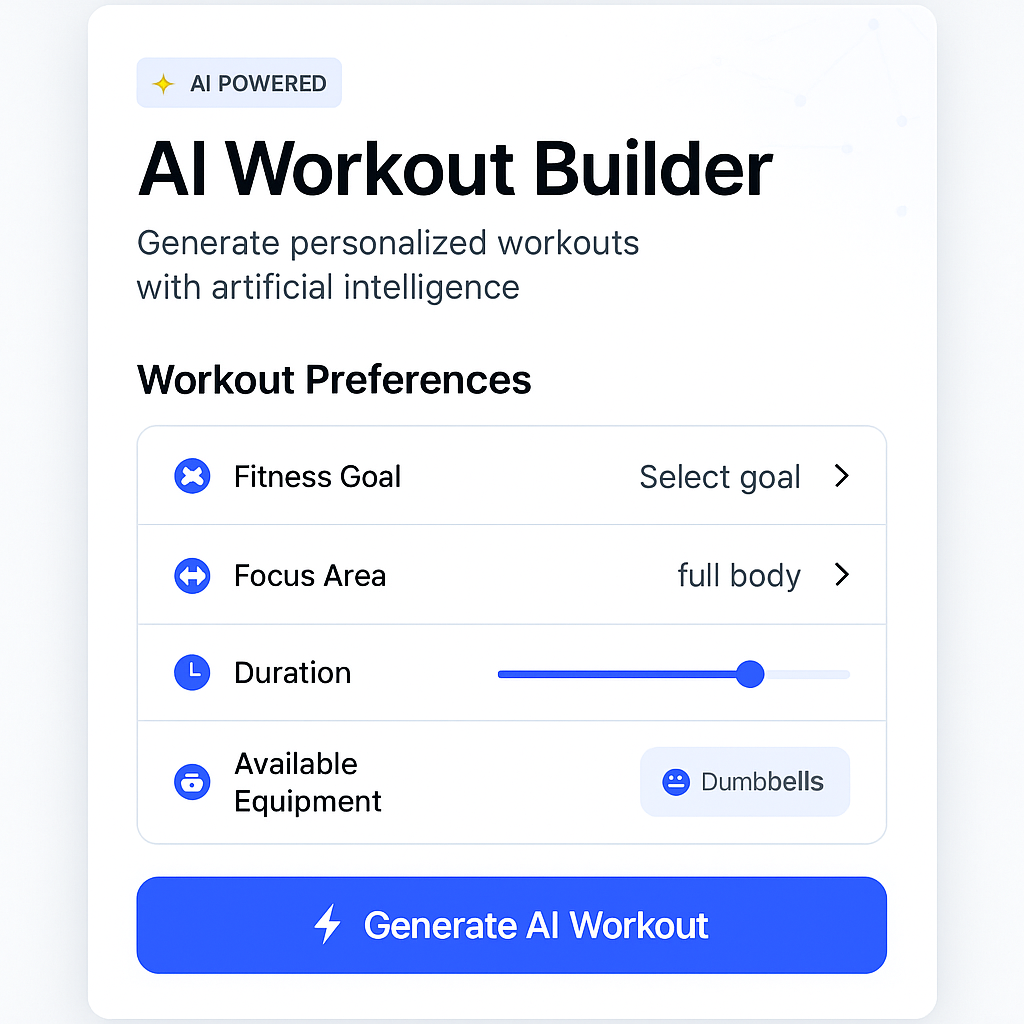 AI POWERED
AI Workout Builder
Generate personalized workouts
with artificial intelligence
Workout Preferences
Fitness Goal Select goal
Focus Area full body
Duration
Available
Equipment
Dumbbells
Generate AI Workout